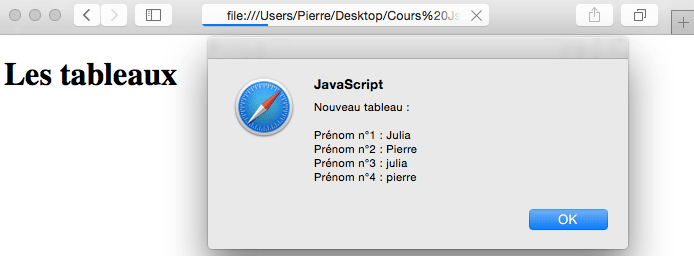 file:///Users/Pierre/Desktop/Cours%20Js
Les tableaux
JavaScript
Nouveau tableau :
Prénom n°1 : Julia
Prénom n°2 : Pierre
Prénom n°3 : julia
Prénom n°4 : pierre
OK